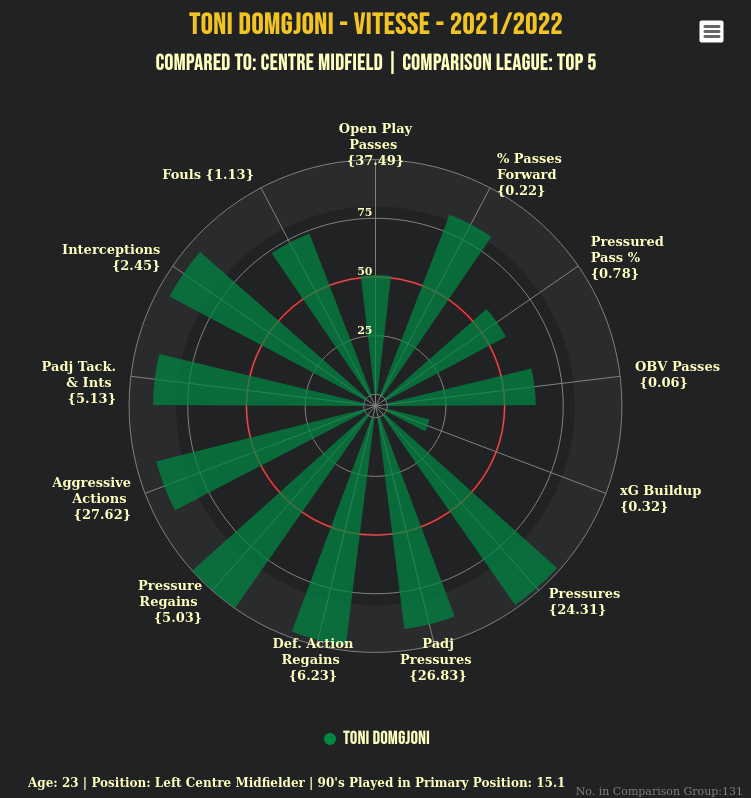 TONI DOMGJONI - VITESSE - 2021/2022
COMPARED TO: CENTRE MIDFIELD | COMPARISON LEAGUE: TOP 5
Open Play
Passes
{37.49}
% Passes
Forward
{0.22}
Pressured
Pass %
{0.78}
OBV Passes
{0.06}
xG Buildup
{0.32}
Pressures
{24.31}
Padj
Pressures
{26.83}
Def. Action
Regains
{6.23}
Pressure
Regains
{5.03}
Aggressive
Actions
{27.62}
Padj Tack.
& Ints
{5.13}
Interceptions
{2.45}
Fouls {1.13}
75
50
25
TONI DOMGJONI
Age: 23 | Position: Left Centre Midfielder | 90's Played in Primary Position: 15.1
No. in Comparison Group:131